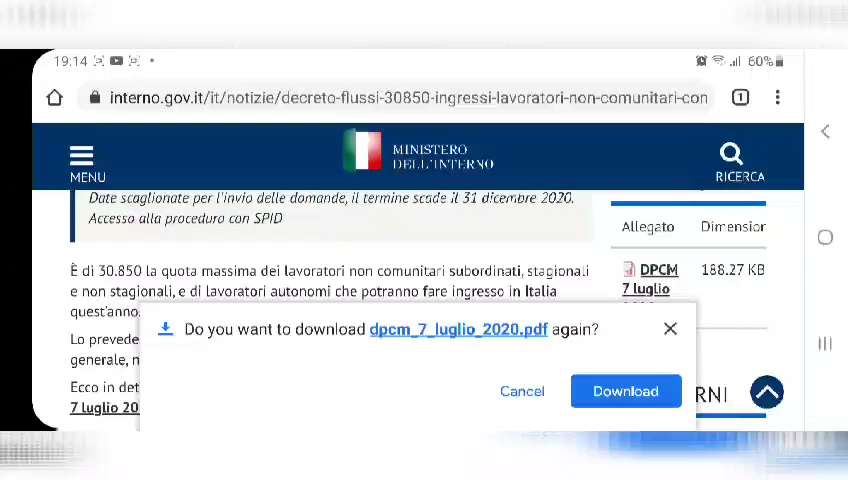 19:14
60%
interno.gov.it/it/notizie/decreto-flussi-30850-ingressi-lavoratori-non-comunitari-con
1
MENU
MINISTERO
DELL'INTERNO
RICERCA
Date scaglionate per l'invio delle domande, il termine scade il 31 dicembre 2020.
Accesso alla procedura con SPID
Allegato
Dimension
È di 30.850 la quota massima dei lavoratori non comunitari subordinati, stagionali
e non stagionali, e di lavoratori autonomi che potranno fare ingresso in Italia
quest'anno.
DPCM
7 luglio
188.27 KB
Lo prevede
generale, n
Ecco in det
7 luglio 20
Do you want to download dpcm_7_luglio_2020.pdf again?
Cancel
Download
RNI